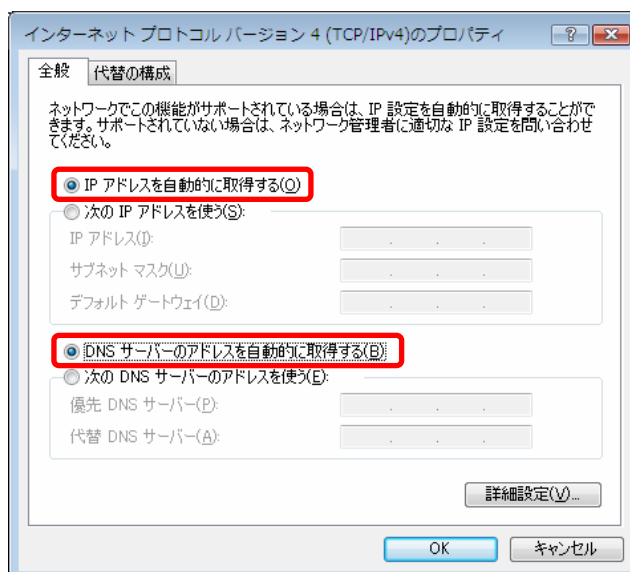 インターネット プロトコル バージョン 4 (TCP/IPv4)のプロパティ
全般
代替の構成
ネットワークでこの機能がサポートされている場合は、IP 設定を自動的に取得することがで
きます。サポートされていない場合は、ネットワーク管理者に適切な IP 設定を問い合わせ
てください。
IP アドレスを自動的に取得する(O)
次の IP アドレスを使う(S):
IP アドレス(I):
サブネット マスク(U):
デフォルト ゲートウェイ(D):
DNS サーバーのアドレスを自動的に取得する(B)
次の DNS サーバーのアドレスを使う(E):
優先 DNS サーバー(P):
代替 DNS サーバー(A):
詳細設定(V)...
OK
キャンセル